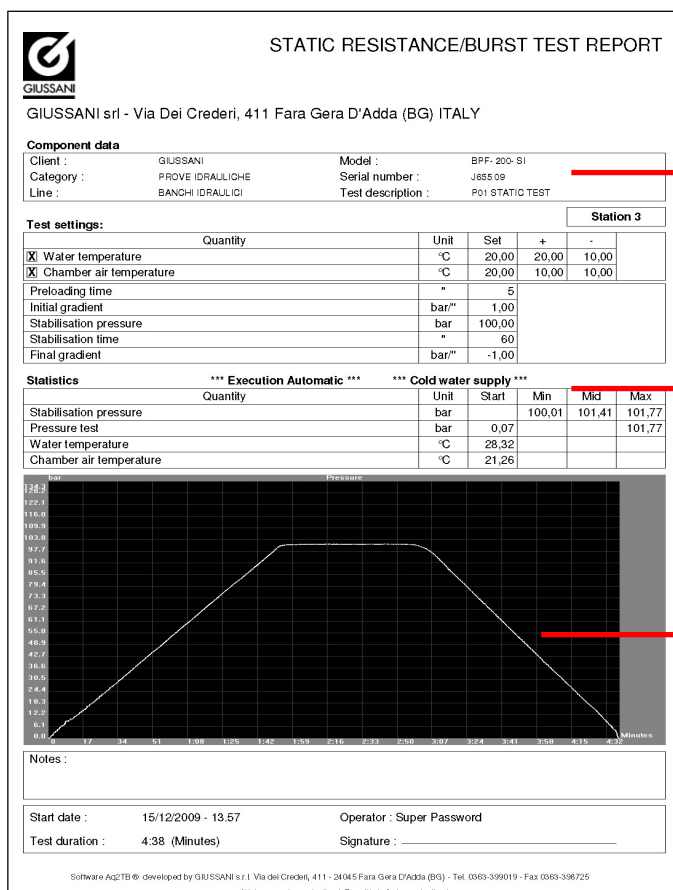 STATIC RESISTANCE/BURST TEST REPORT
GIUSSANI
GIUSSANI srl - Via Dei Crederi, 411 Fara Gera D'Adda (BG) ITALY
Component data
Client : GIUSSANI Model : BPF- 200- SI
Category : PROVE IDRAULICHE Serial number : J65509
Line : BANCHI IDRAULICI Test description : P01 STATIC TEST
Test settings: Station 3
Quantity Unit Set + -
X Water temperature °C 20,00 20,00 10,00
X Chamber air temperature °C 20,00 10,00 10,00
Preloading time " 5
Initial gradient bar/" 1,00
Stabilisation pressure bar 100,00
Stabilisation time " 60
Final gradient bar/" -1,00
Statistics *** Execution Automatic *** *** Cold water supply ***
Quantity Unit Start Min Mid Max
Stabilisation pressure bar 100,01 101,41 101,77
Pressure test bar 0,07 101,77
Water temperature °C 28,32
Chamber air temperature °C 21,26
bar Pressure
134.3
128.2
122.1
116.0
109.9
103.8
97.7
91.6
85.5
79.4
73.3
67.2
61.1
55.0
48.9
42.7
36.6
30.5
24.4
18.3
12.2
6.1
0.0
0 17 34 51 1:08 1:25 1:42 1:59 2:16 2:33 2:50 3:07 3:24 3:41 3:58 4:15 4:32 Minutes
Notes :
Start date : 15/12/2009 - 13.57 Operator : Super Password
Test duration : 4:38 (Minutes) Signature :
Software Aq2TB ® developed by GIUSSANI s.r.l. Via dei Crederi, 411 - 24045 Fara Gera D'Adda (BG) - Tel. 0363-399019 - Fax 0363-398725